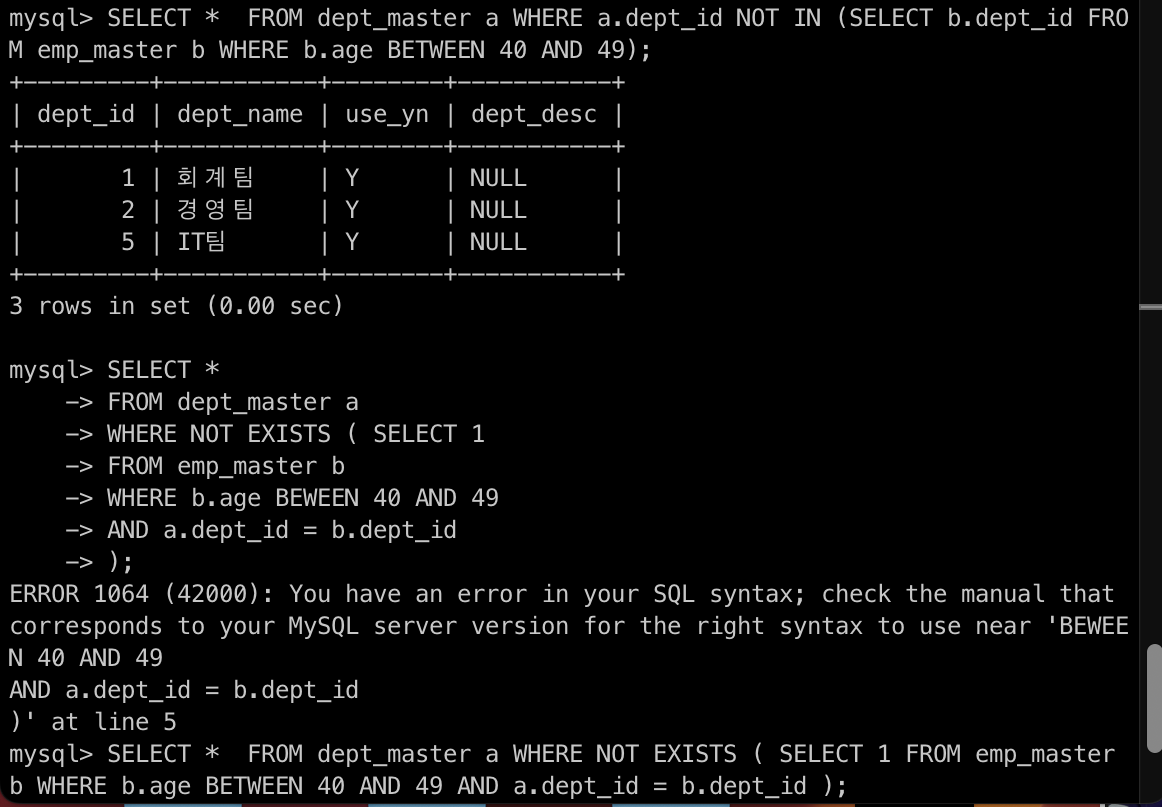 mysql> SELECT *  FROM dept_master a WHERE a.dept_id NOT IN (SELECT b.dept_id FRO
M emp_master b WHERE b.age BETWEEN 40 AND 49);
+---------+-----------+--------+-----------+
| dept_id | dept_name | use_yn | dept_desc |
+---------+-----------+--------+-----------+
|       1 | 회계팀    | Y      | NULL      |
|       2 | 경영팀    | Y      | NULL      |
|       5 | IT팀      | Y      | NULL      |
+---------+-----------+--------+-----------+
3 rows in set (0.00 sec)

mysql> SELECT *
    -> FROM dept_master a
    -> WHERE NOT EXISTS ( SELECT 1
    -> FROM emp_master b
    -> WHERE b.age BEWEEN 40 AND 49
    -> AND a.dept_id = b.dept_id
    -> );
ERROR 1064 (42000): You have an error in your SQL syntax; check the manual that
corresponds to your MySQL server version for the right syntax to use near 'BEWEE
N 40 AND 49
AND a.dept_id = b.dept_id
)' at line 5
mysql> SELECT *  FROM dept_master a WHERE NOT EXISTS ( SELECT 1 FROM emp_master
b WHERE b.age BETWEEN 40 AND 49 AND a.dept_id = b.dept_id );